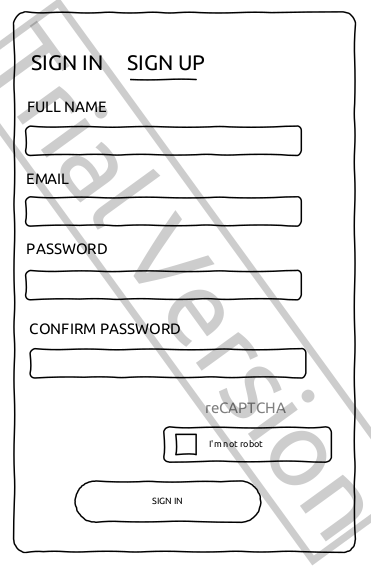 SIGN IN SIGN UP
FULL NAME
EMAIL
PASSWORD
CONFIRM PASSWORD
reCAPTCHA
I'm not robot
SIGN IN
Trial Version